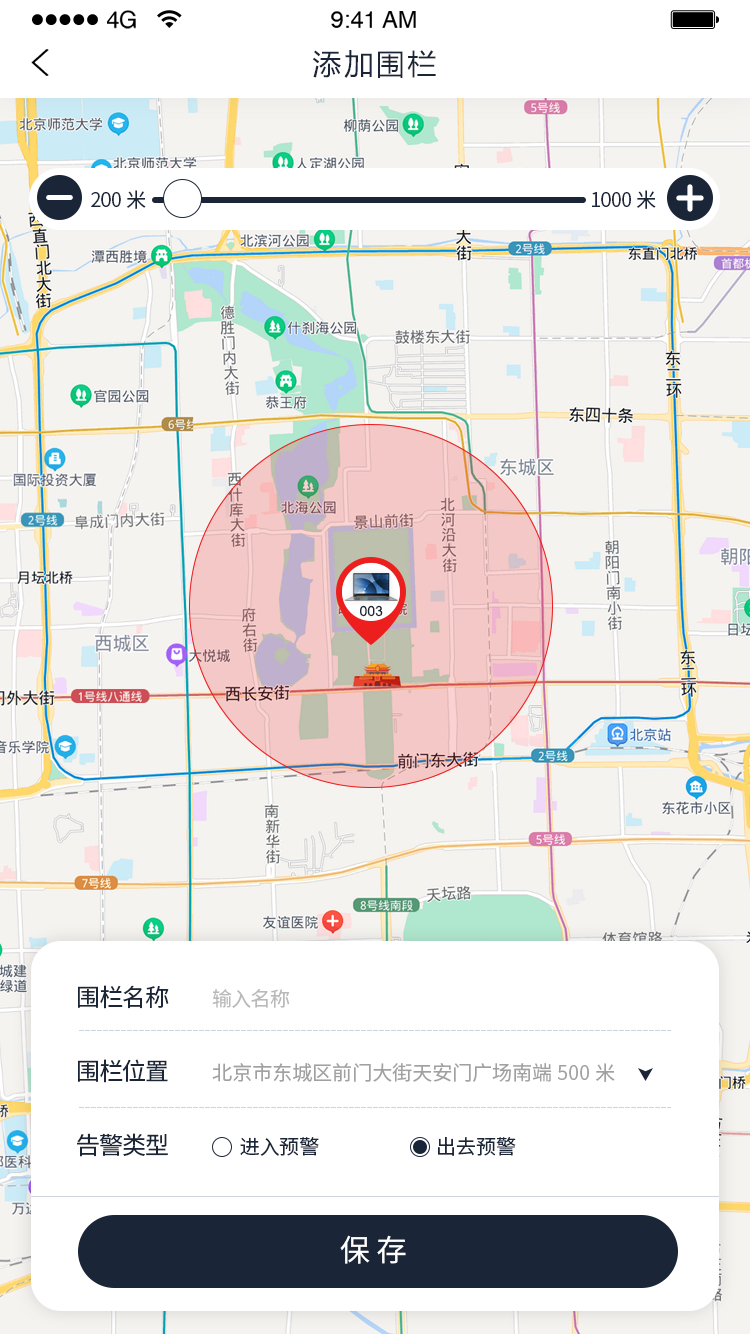 4G 9:41 AM
添加围栏
5号线
北京师范大学
柳荫公园
北京师范大学
人定湖公园
200 米
1000 米
西直门北大街
北滨河公园
大街
2号线
东直门北桥
潭西胜境
首都机
德胜门内大街
什刹海公园
鼓楼东大街
东二环
恭王府
官园公园
6号线
东四十条
国际投资大厦
西什库大街
东城区
北海公园
北河沿大街
2号线
阜成门内大街
景山前街
朝阳门南小街
朝阳
月坛北桥
003
院
府右街
日坛
西城区
大悦城
东二环
门外大街
1号线八通线
西长安街
音乐学院
前门东大街
2号线
北京站
东花市小区
南新华街
5号线
7号线
8号线南段
天坛路
友谊医院
体育馆路
城建
绿道
围栏名称 输入名称
围栏位置 北京市东城区前门大街天安门广场南端 500 米
门桥
桥
告警类型 进入预警 出去预警
都医科
万达
保存